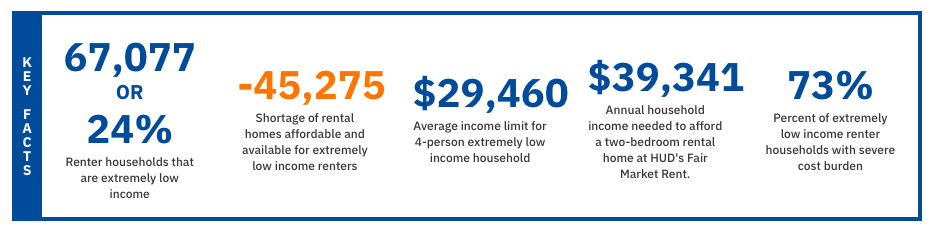 KEY FACTS
67,077
OR
24%
Renter households that
are extremely low
income
-45,275
Shortage of rental
homes affordable and
available for extremely
low income renters
$29,460
Average income limit for
4-person extremely low
income household
$39,341
Annual household
income needed to afford
a two-bedroom rental
home at HUD's Fair
Market Rent.
73%
Percent of extremely
low income renter
households with severe
cost burden